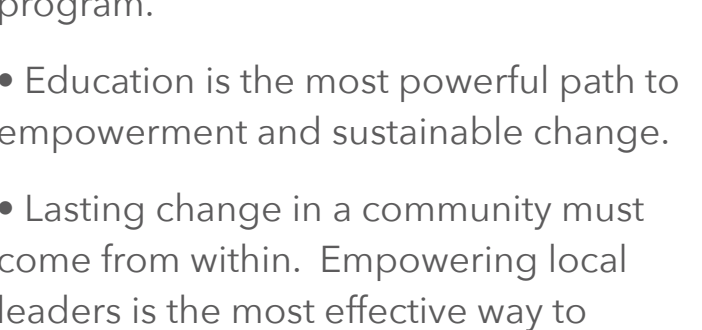 program.
• Education is the most powerful path to
empowerment and sustainable change.
• Lasting change in a community must
come from within.  Empowering local
leaders is the most effective way to